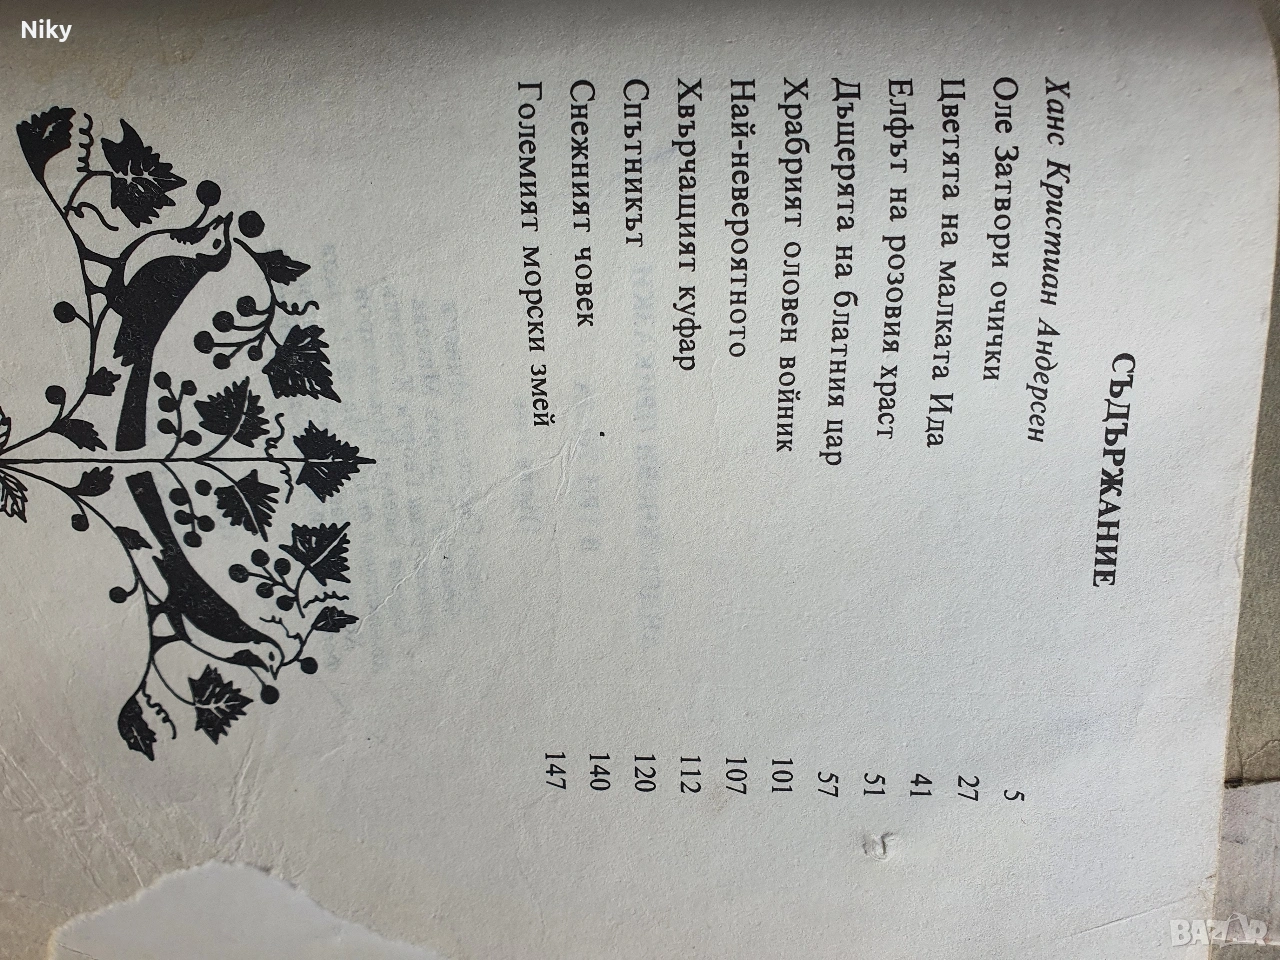 Niky
СЪДЪРЖАНИЕ
Ханс Кристиан Андерсен 5
Оле Затвори очички 27
Цветята на малката Ида 41
Елфът на розовия храст 51
Дъщерята на блатния цар 57
Храбрият оловен войник 101
Най-невероятното 107
Хвърчащият куфар 112
Спътникът 120
Снежният човек 140
Големият морски змей 147
BAZAR